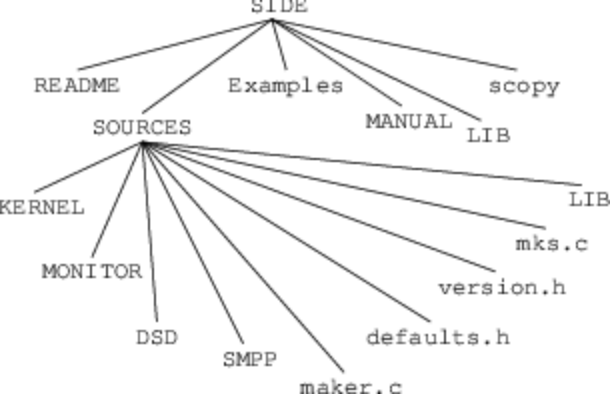 SIDE
README
Examples
scopy
MANUAL
LIB
SOURCES
LIB
KERNEL
mks.c
MONITOR
version.h
DSD
defaults.h
SMPP
maker.c